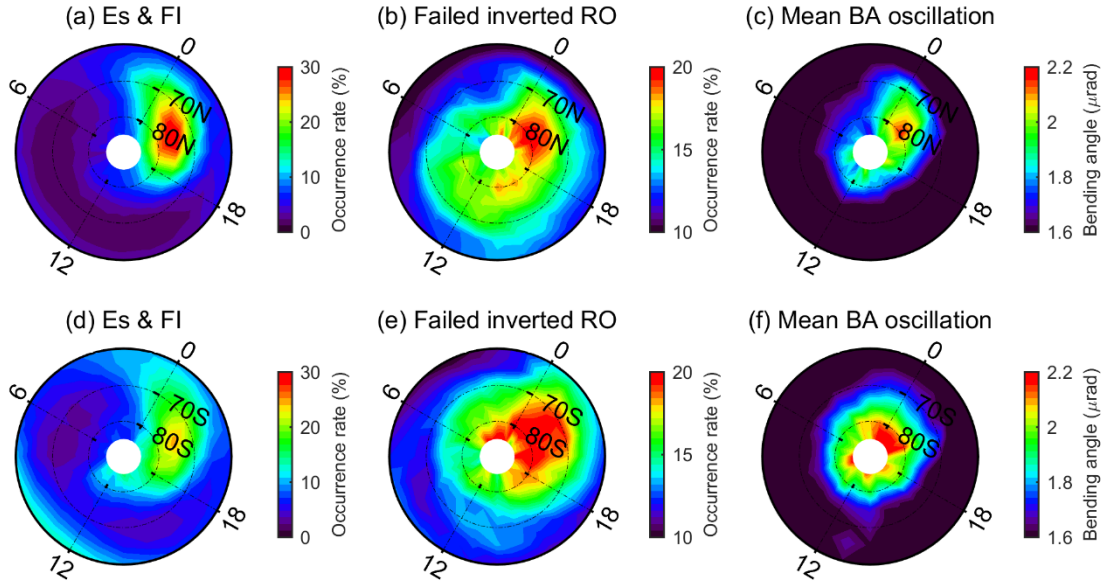 (a) Es & FI
(b) Failed inverted RO
(c) Mean BA oscillation
0
6
70N
80N
18
12
30
20
10
0
Occurrence rate (%)
0
6
70N
80N
18
12
20
15
10
Occurrence rate (%)
0
6
70N
80N
18
12
2.2
2
1.8
1.6
Bending angle (μrad)
(d) Es & FI
(e) Failed inverted RO
(f) Mean BA oscillation
0
6
70S
80S
18
12
30
20
10
0
Occurrence rate (%)
0
6
70S
80S
18
12
20
15
10
Occurrence rate (%)
0
6
70S
80S
18
12
2.2
2
1.8
1.6
Bending angle (μrad)